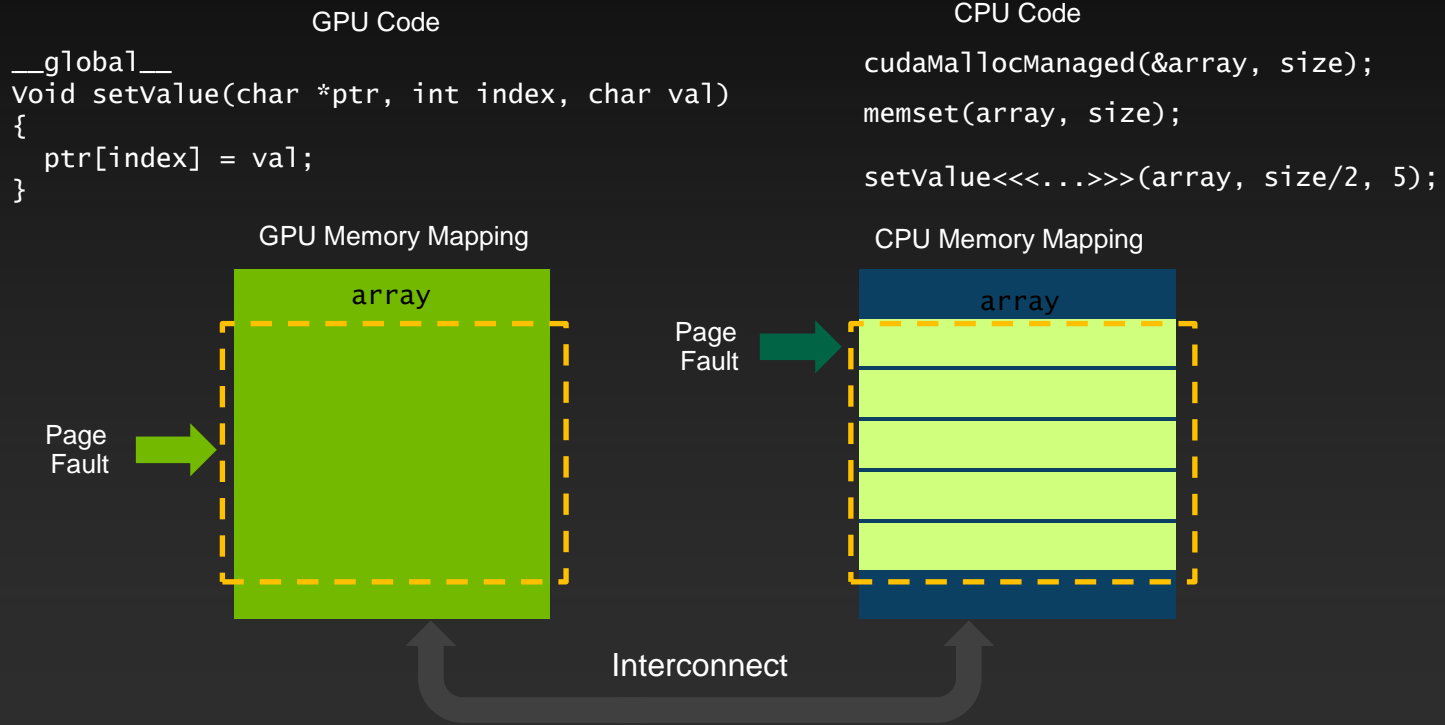 GPU Code
__global__
Void setValue(char *ptr, int index, char val)
{
  ptr[index] = val;
}
CPU Code
cudaMallocManaged(&array, size);
memset(array, size);
setValue<<<...>>>(array, size/2, 5);
GPU Memory Mapping
array
Page
Fault
CPU Memory Mapping
array
Page
Fault
Interconnect